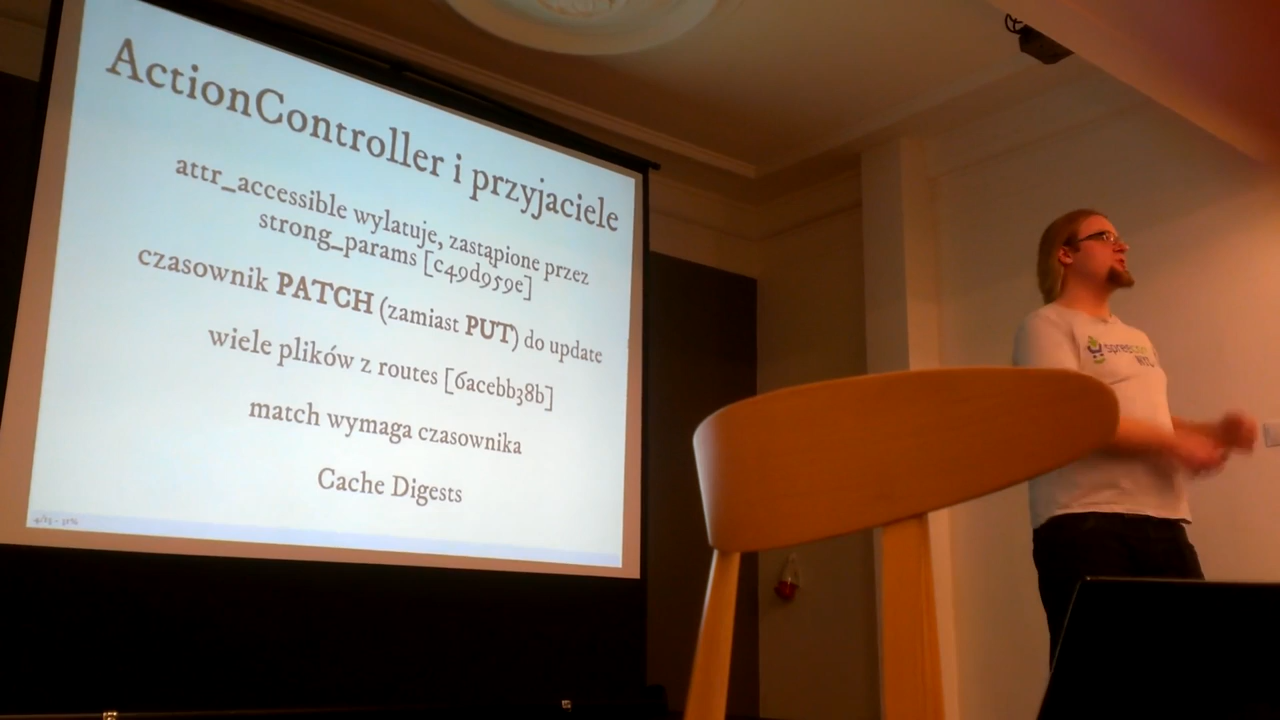 ActionController i przyjaciele
attr_accessible wylatuje, zastąpione przez
strong_params [c49d959e]
czasownik PATCH (zamiast PUT) do update
wiele plików z routes [6acebb38b]
match wymaga czasownika
Cache Digests